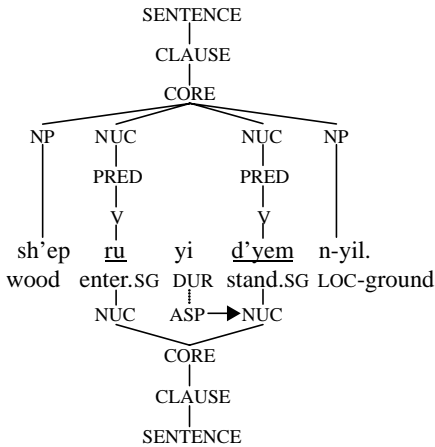 SENTENCE
CLAUSE
CORE
NP NUC NUC NP
PRED PRED
V V
sh'ep ru yi d'yem n-yil.
wood enter.SG DUR stand.SG LOC-ground
NUC ASP NUC
CORE
CLAUSE
SENTENCE